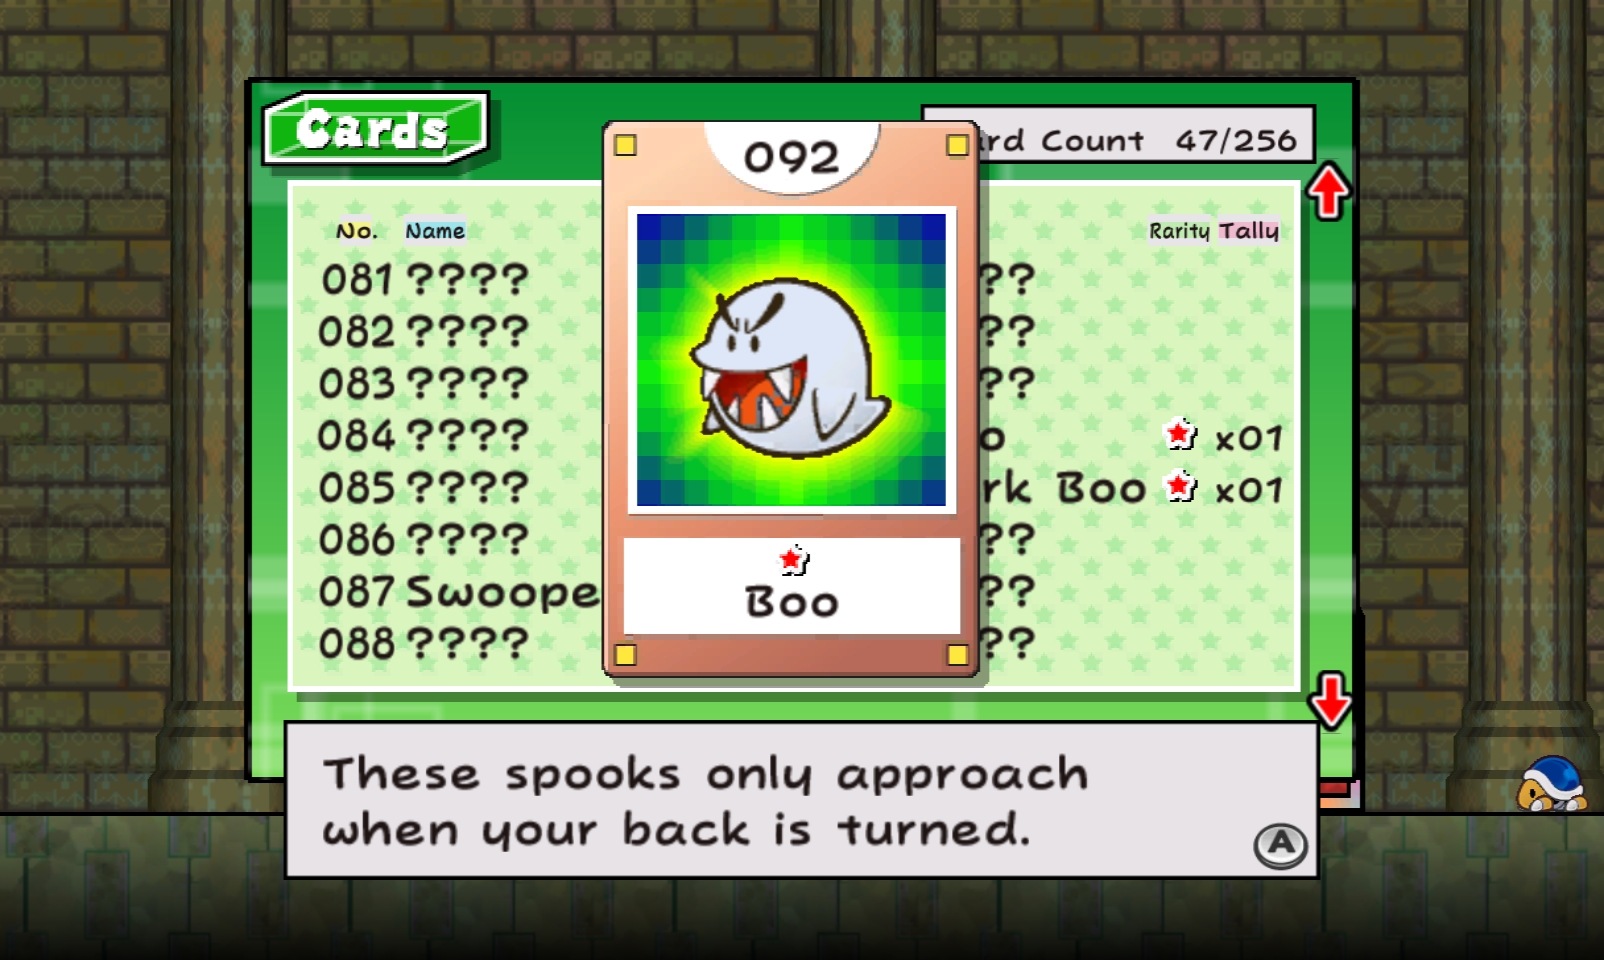 Cards
Card Count 47/256
092
No. Name Rarity Tally
081 ???? ??
082 ???? ??
083 ???? ??
084 ???? o x01
085 ???? rk Boo x01
086 ???? ??
087 Swoope ??
088 ???? ??
Boo
These spooks only approach
when your back is turned.
A